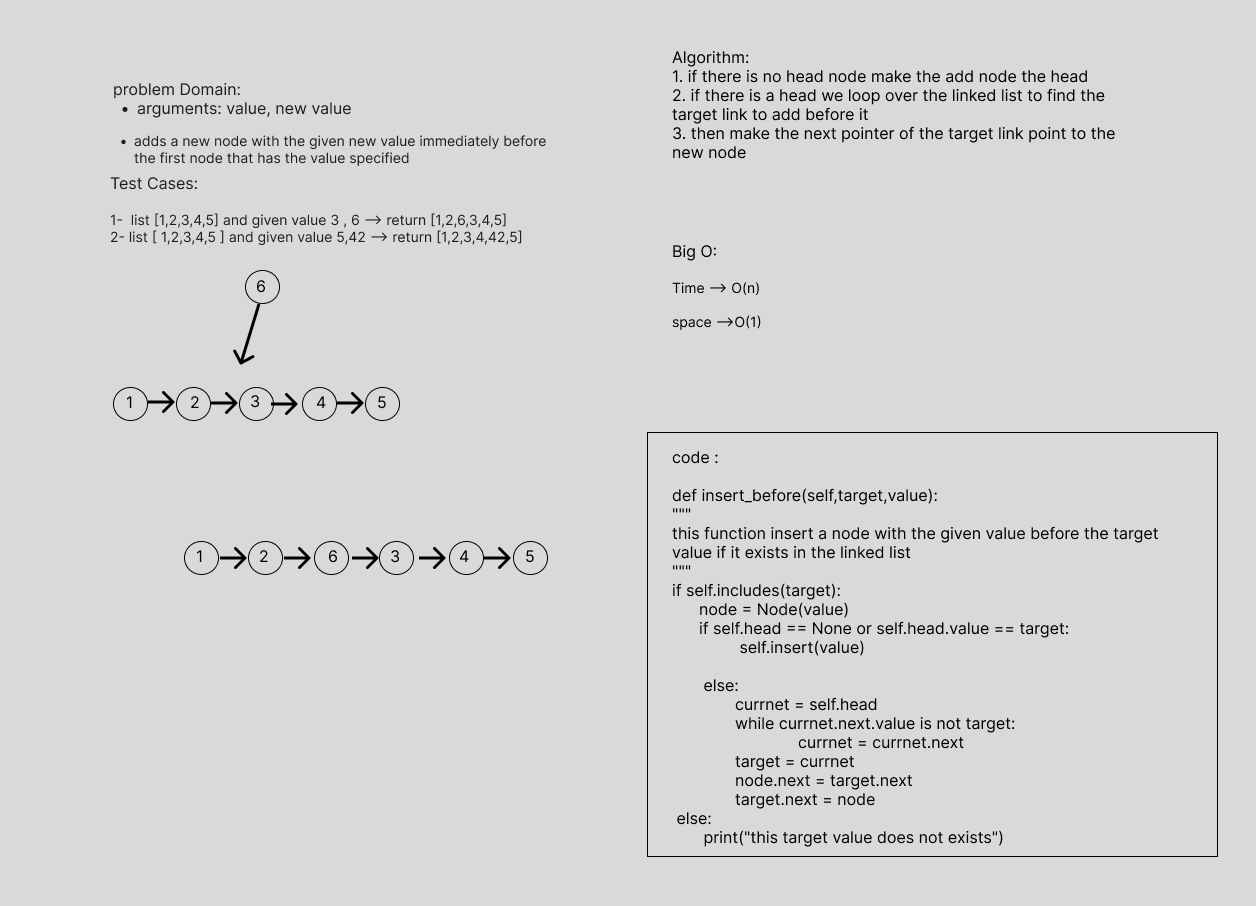 problem Domain:
• arguments: value, new value
• adds a new node with the given new value immediately before
the first node that has the value specified
Test Cases:
1-  list [1,2,3,4,5] and given value 3 , 6 —> return [1,2,6,3,4,5]
2- list [ 1,2,3,4,5 ] and given value 5,42 —> return [1,2,3,4,42,5]
6
1 2 3 4 5
1 2 6 3 4 5
Algorithm:
1. if there is no head node make the add node the head
2. if there is a head we loop over the linked list to find the
target link to add before it
3. then make the next pointer of the target link point to the
new node
Big O:
Time —> O(n)
space —>O(1)
code :
def insert_before(self,target,value):
"""
this function insert a node with the given value before the target
value if it exists in the linked list
"""
if self.includes(target):
node = Node(value)
if self.head == None or self.head.value == target:
self.insert(value)
else:
currnet = self.head
while currnet.next.value is not target:
currnet = currnet.next
target = currnet
node.next = target.next
target.next = node
else:
print("this target value does not exists")